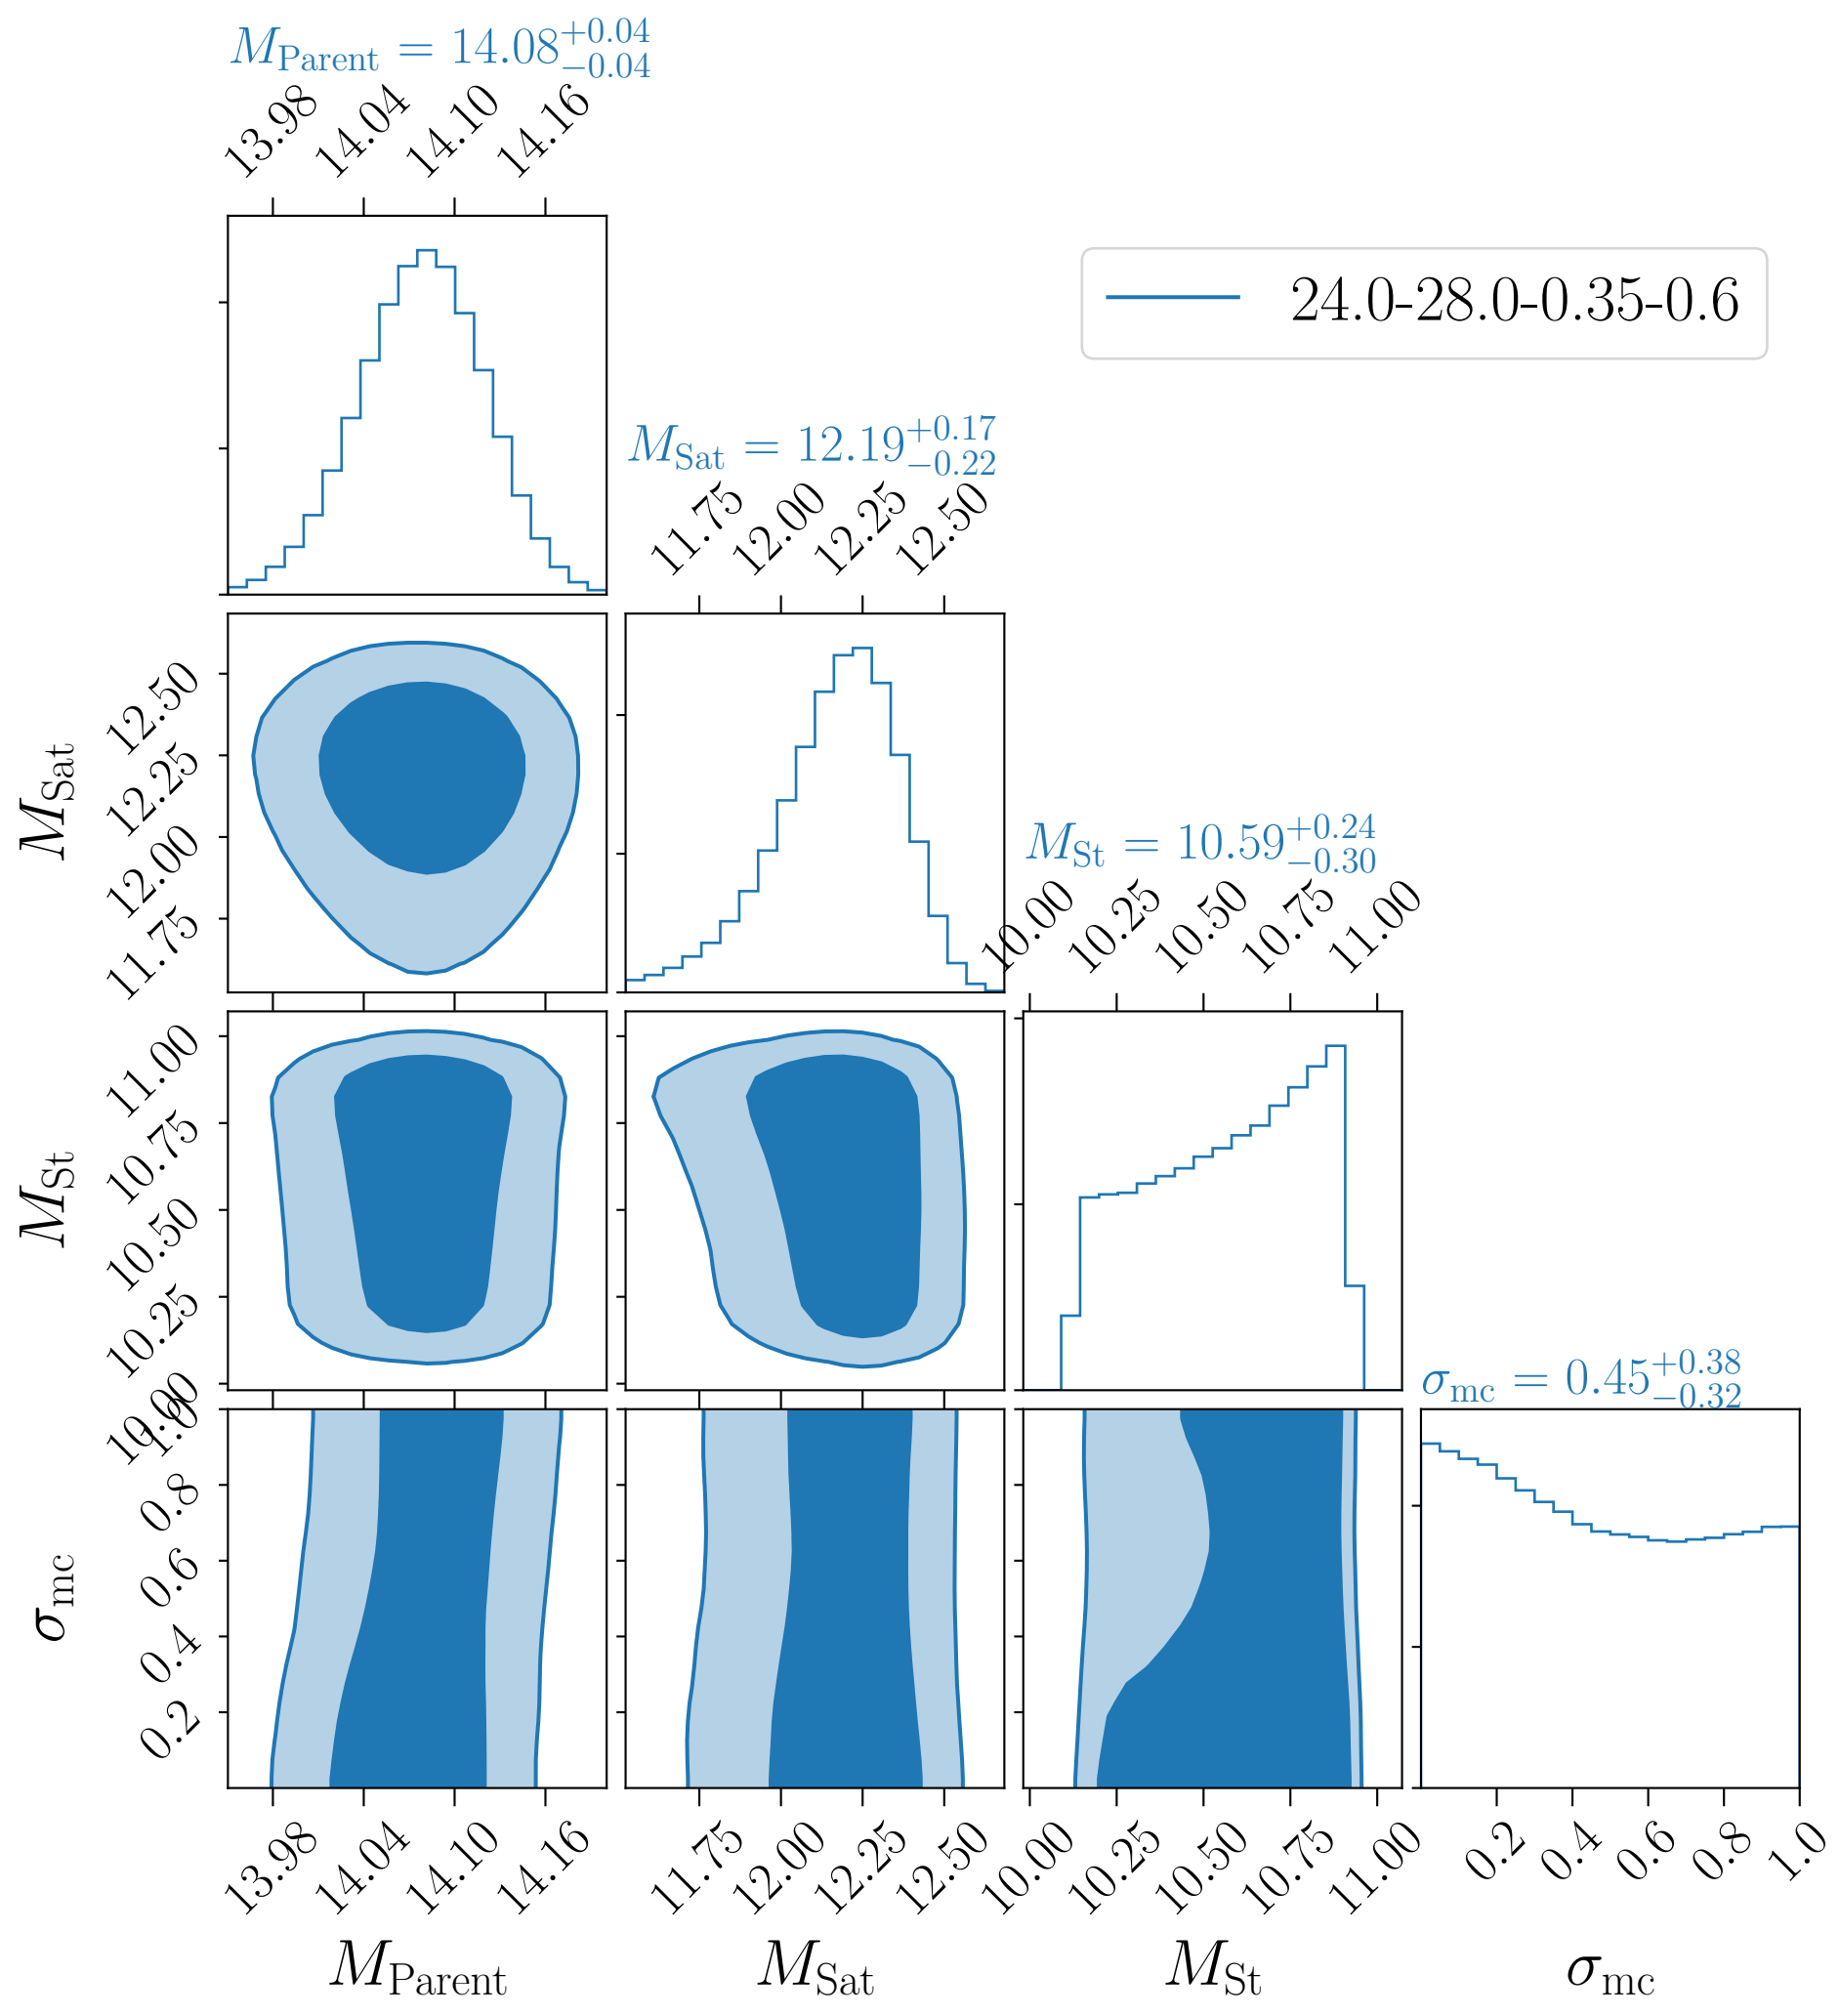 M_Parent = 14.08^{+0.04}_{-0.04}
13.98 14.04 14.10 14.16
24.0-28.0-0.35-0.6
M_Sat = 12.19^{+0.17}_{-0.22}
11.75 12.00 12.25 12.50
M_Sat
12.50
12.25
12.00
11.75
M_St = 10.59^{+0.24}_{-0.30}
10.00 10.25 10.50 10.75 11.00
M_St
11.00
10.75
10.50
10.25
10.00
σ_mc = 0.45^{+0.38}_{-0.32}
σ_mc
1.0
0.8
0.6
0.4
0.2
13.98 14.04 14.10 14.16 11.75 12.00 12.25 12.50 10.00 10.25 10.50 10.75 11.00 0.2 0.4 0.6 0.8 1.0
M_Parent M_Sat M_St σ_mc